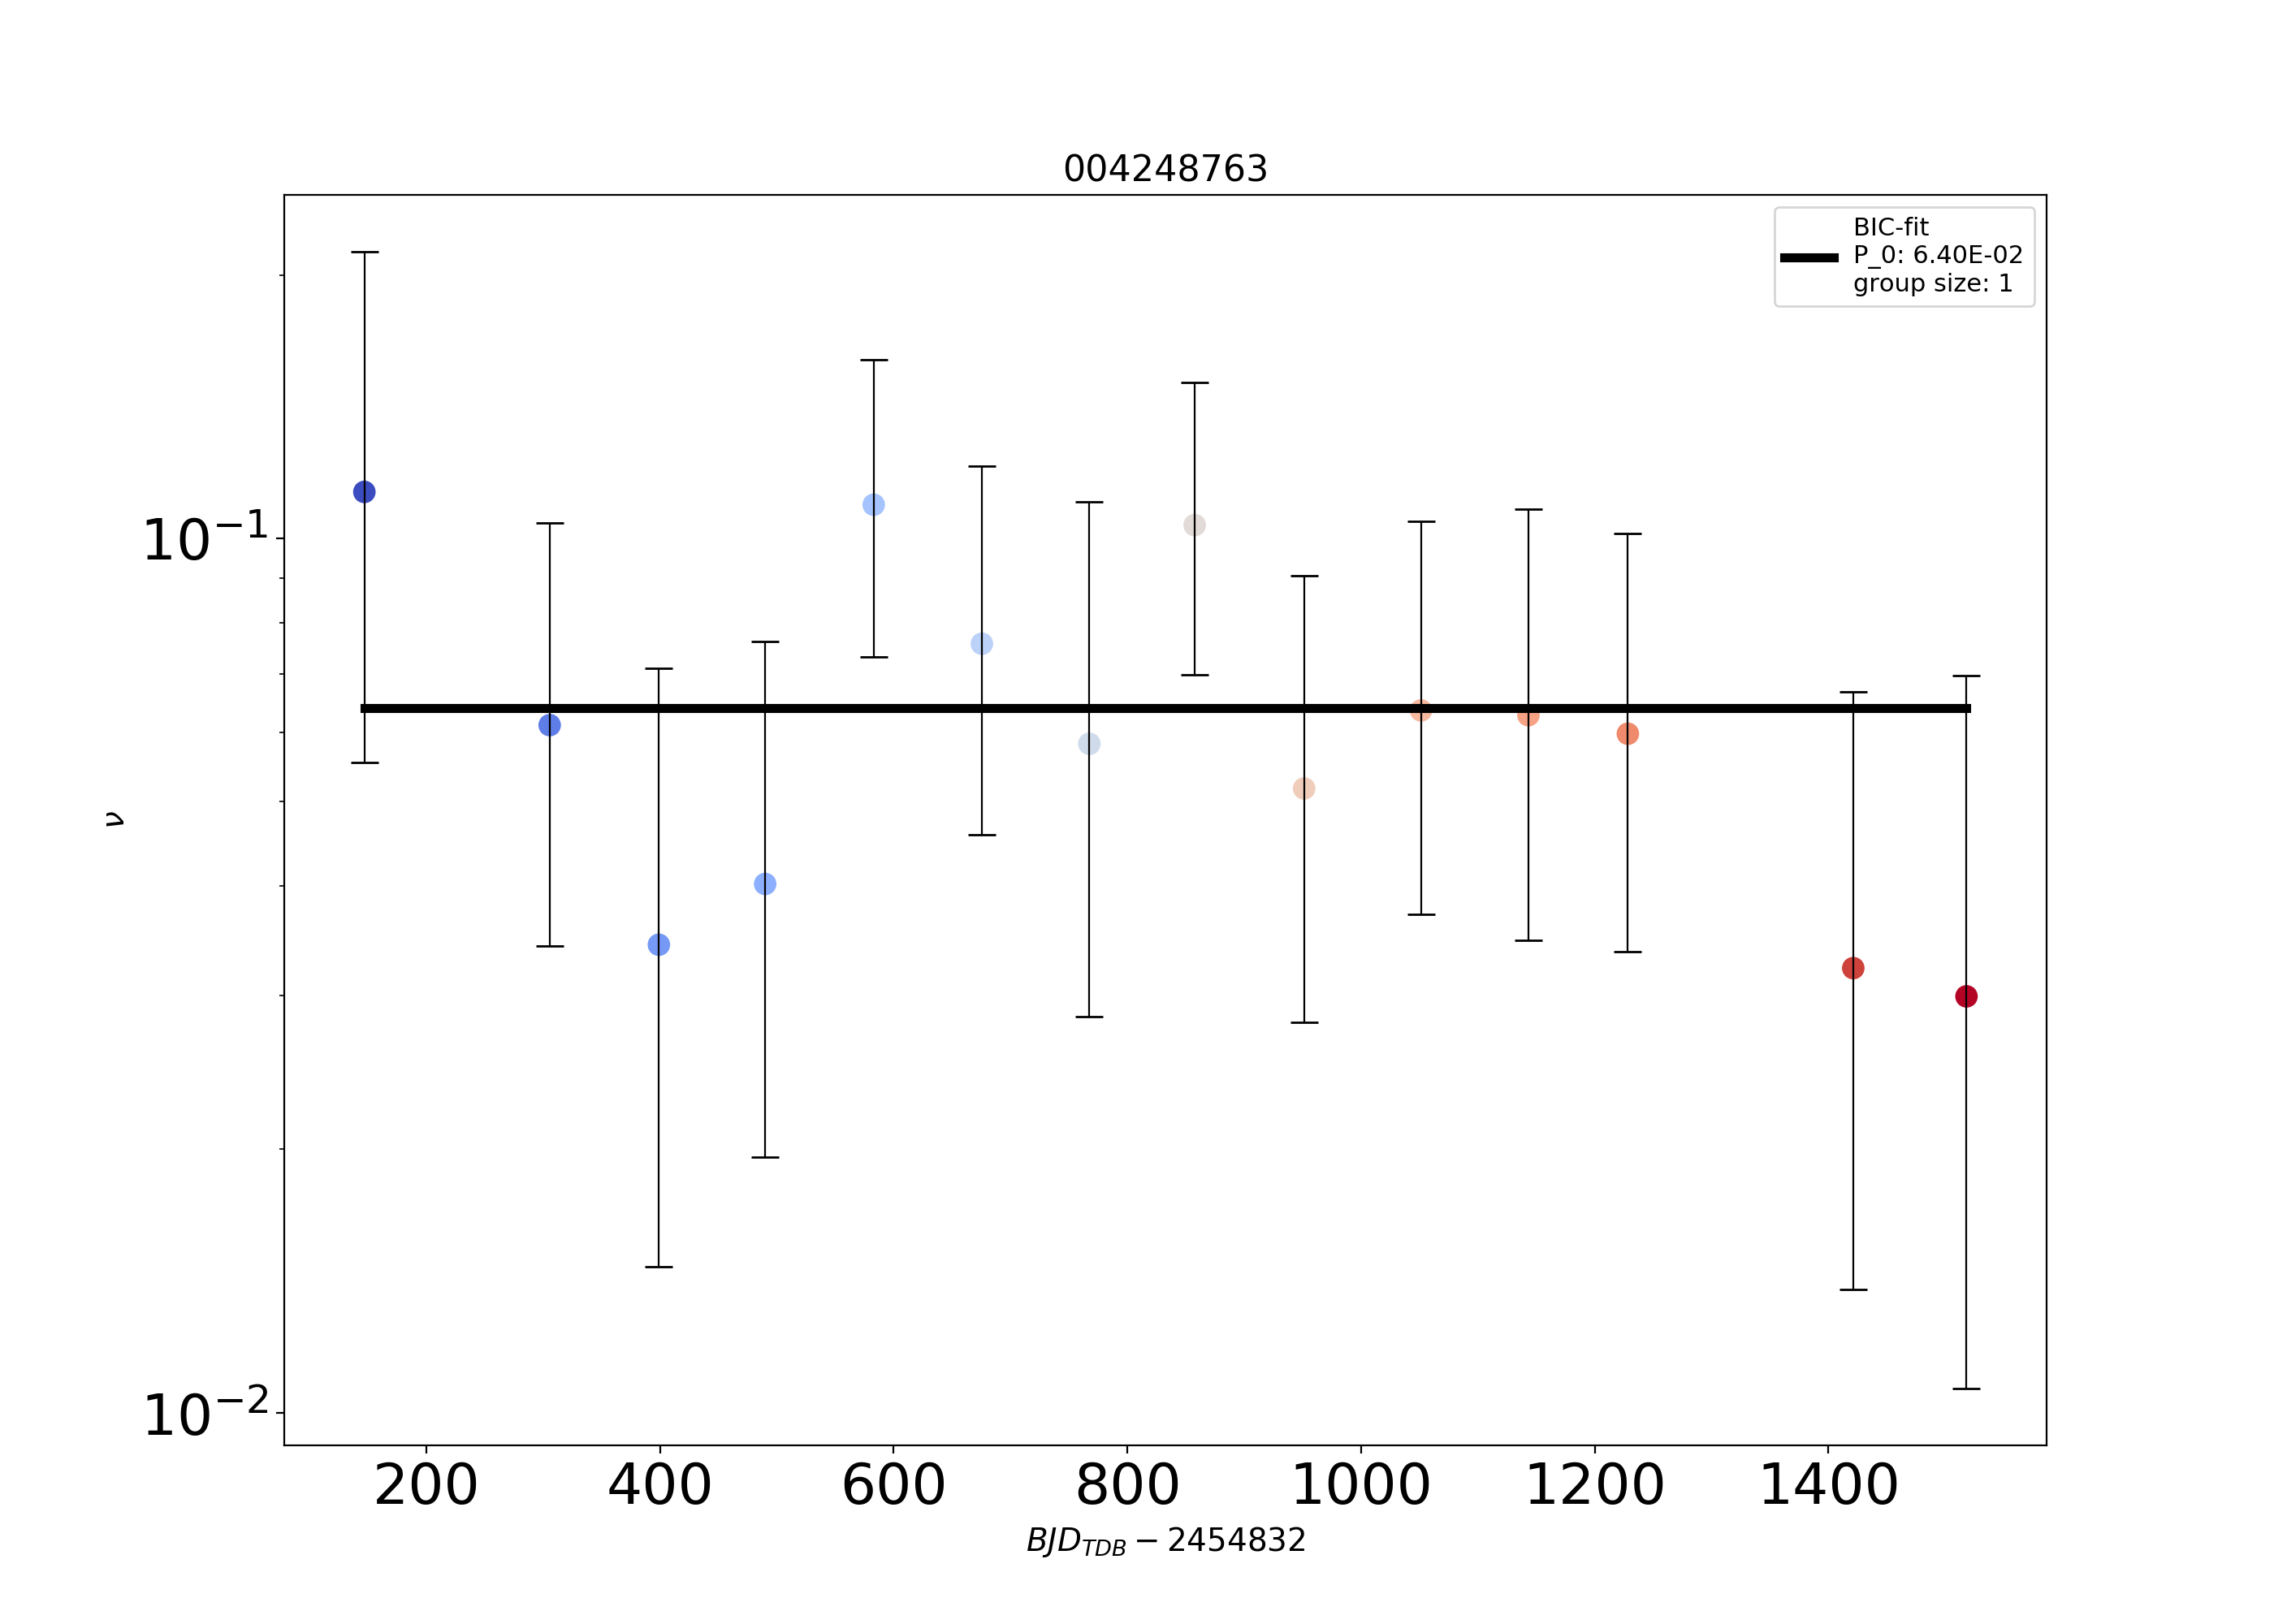 004248763
BIC-fit
P_0: 6.40E-02
group size: 1
10⁻¹
ν
10⁻²
200 400 600 800 1000 1200 1400
BJD_TDB − 2454832